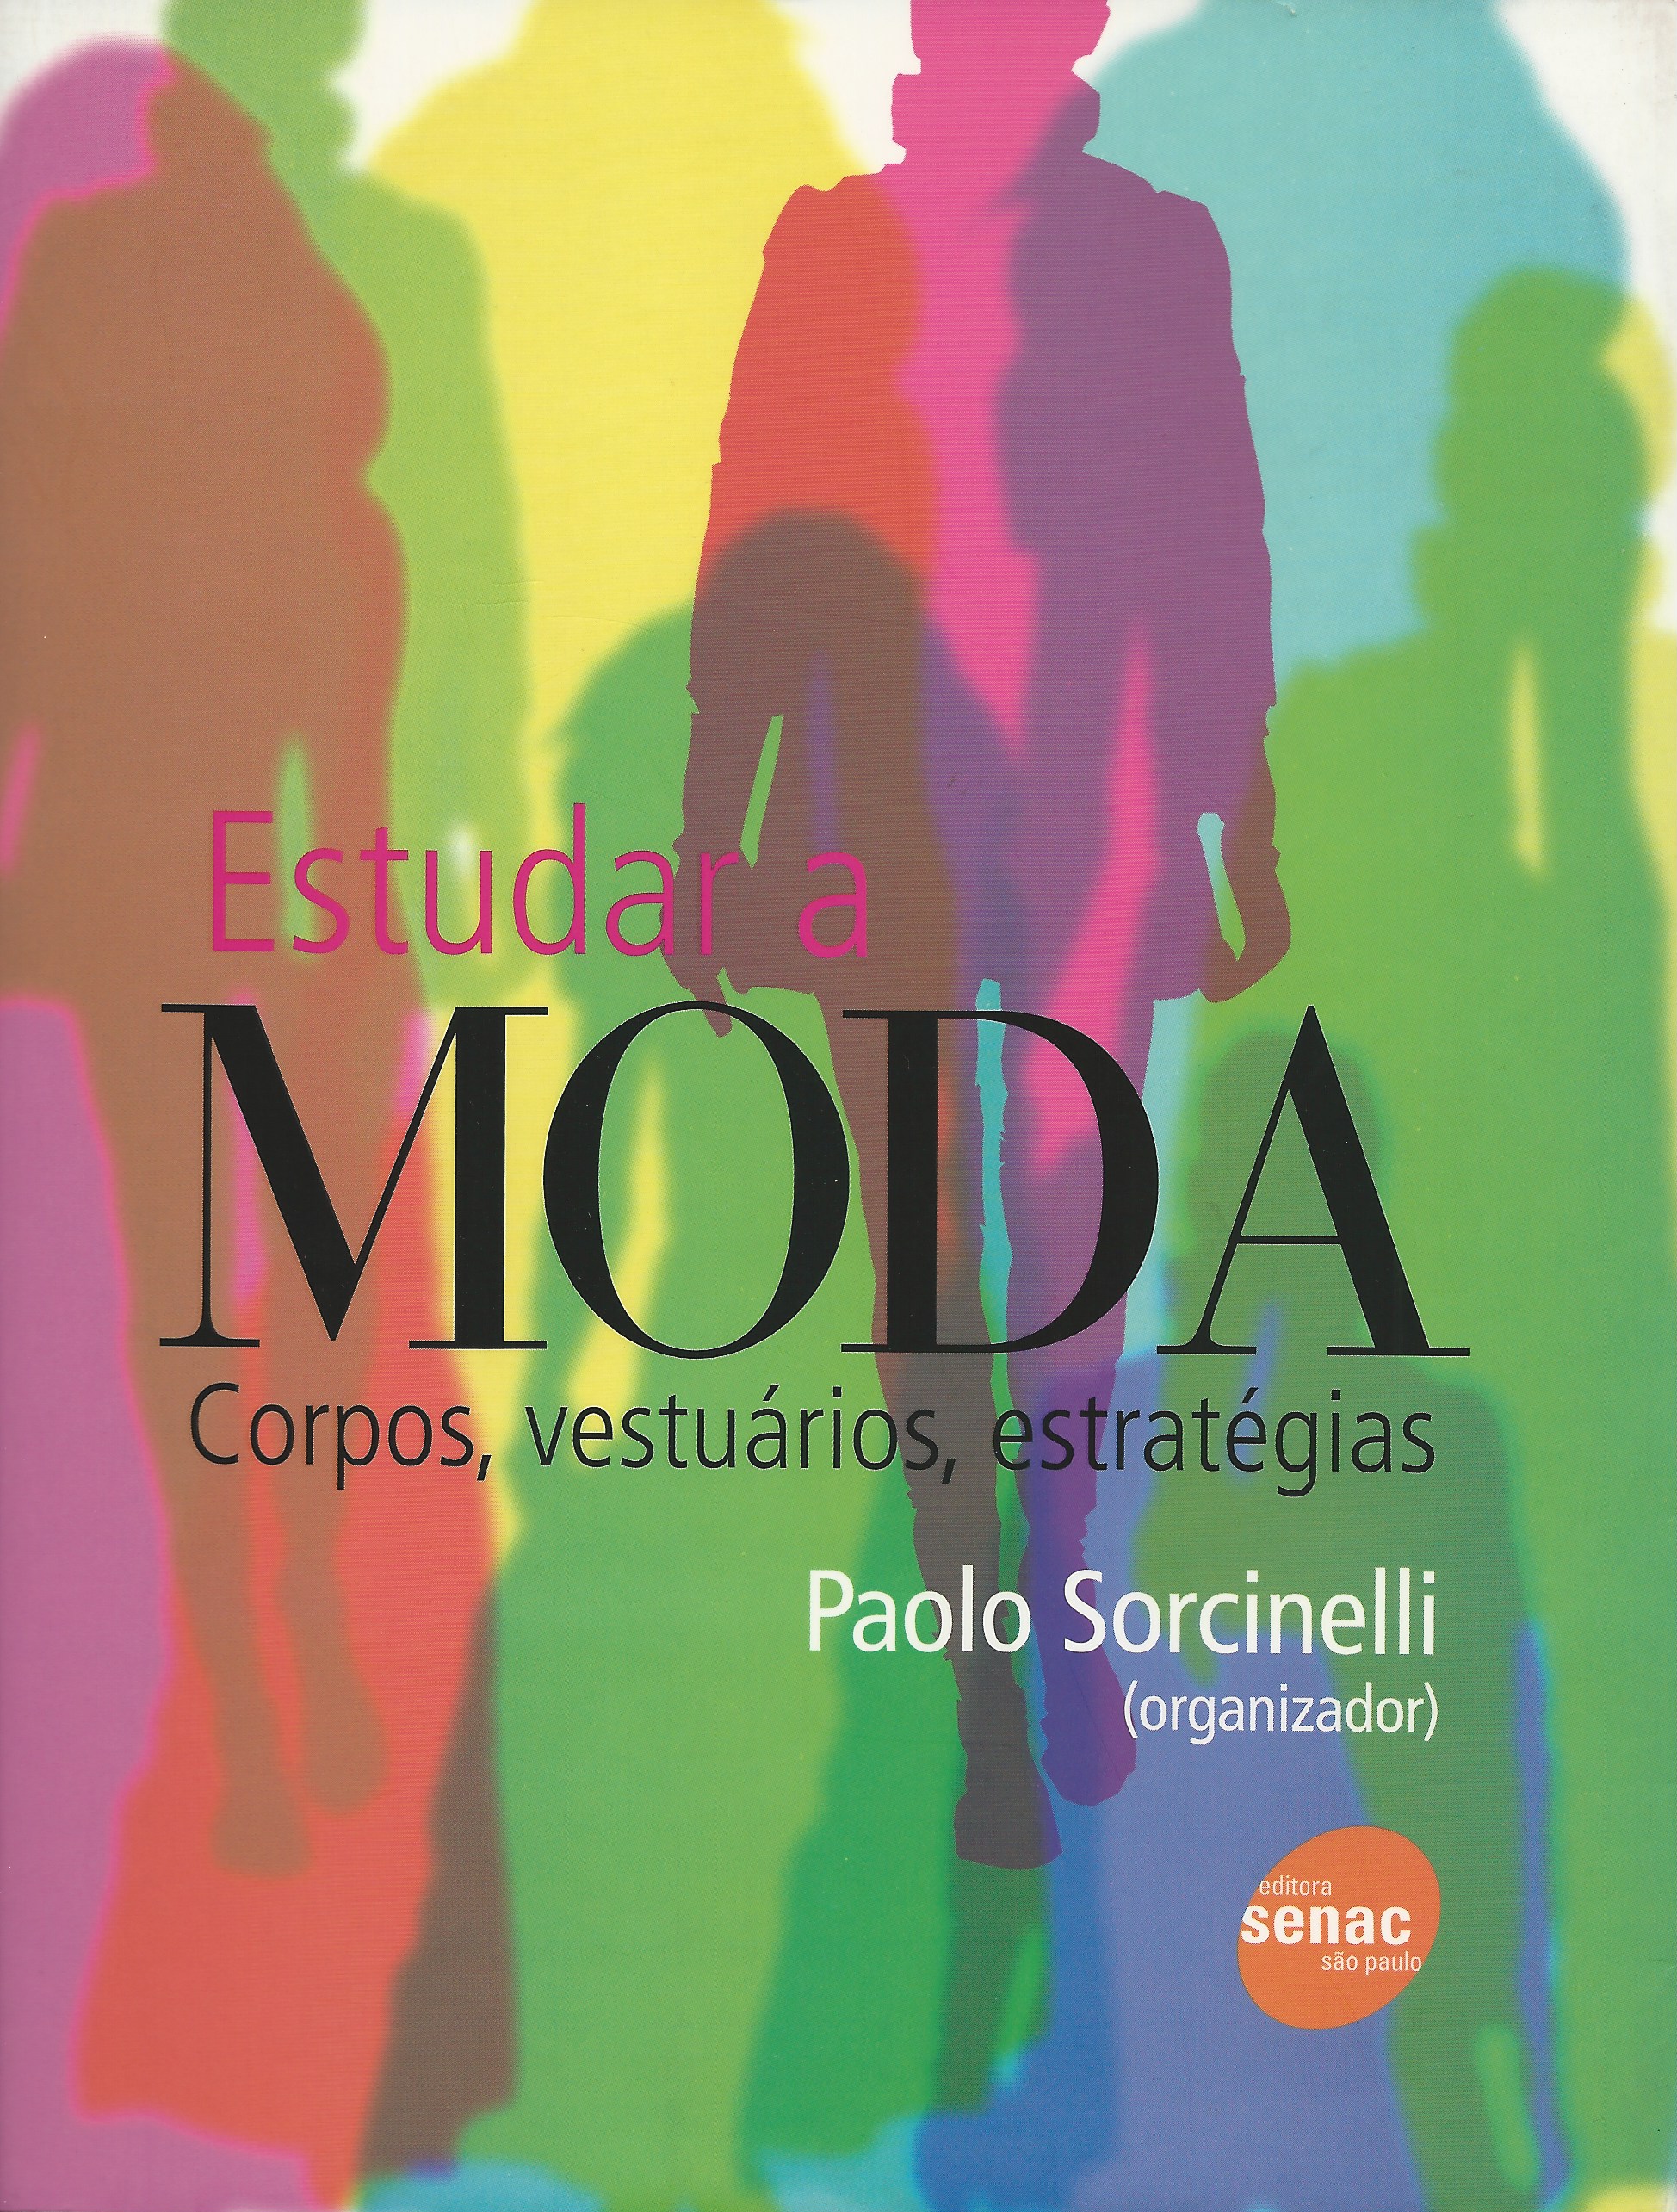 Estudar a
MODA
Corpos, vestuários, estratégias
Paolo Sorcinelli
(organizador)
editora
senac
são paulo